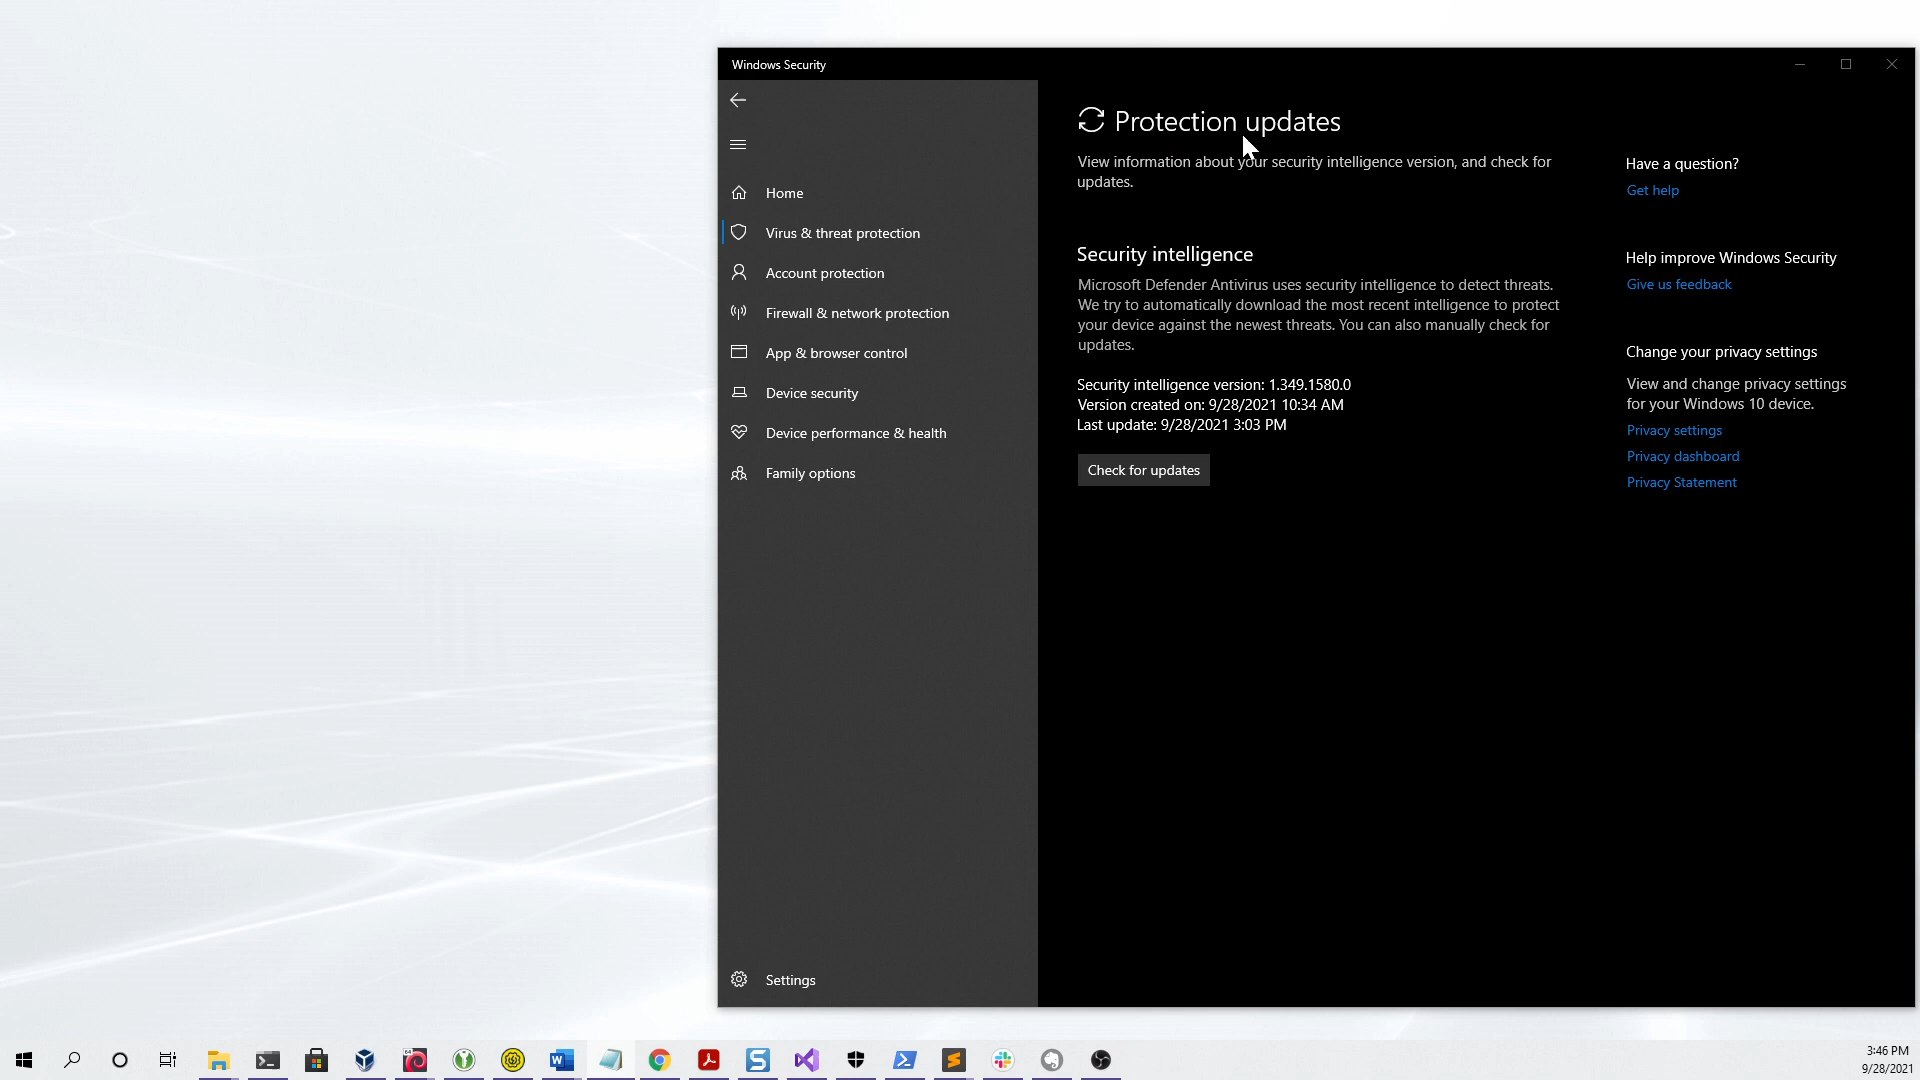 Windows Security
Home
Virus & threat protection
Account protection
Firewall & network protection
App & browser control
Device security
Device performance & health
Family options
Settings
Protection updates
View information about your security intelligence version, and check for
updates.
Security intelligence
Microsoft Defender Antivirus uses security intelligence to detect threats.
We try to automatically download the most recent intelligence to protect
your device against the newest threats. You can also manually check for
updates.
Security intelligence version: 1.349.1580.0
Version created on: 9/28/2021 10:34 AM
Last update: 9/28/2021 3:03 PM
Check for updates
Have a question?
Get help
Help improve Windows Security
Give us feedback
Change your privacy settings
View and change privacy settings
for your Windows 10 device.
Privacy settings
Privacy dashboard
Privacy Statement
3:46 PM
9/28/2021